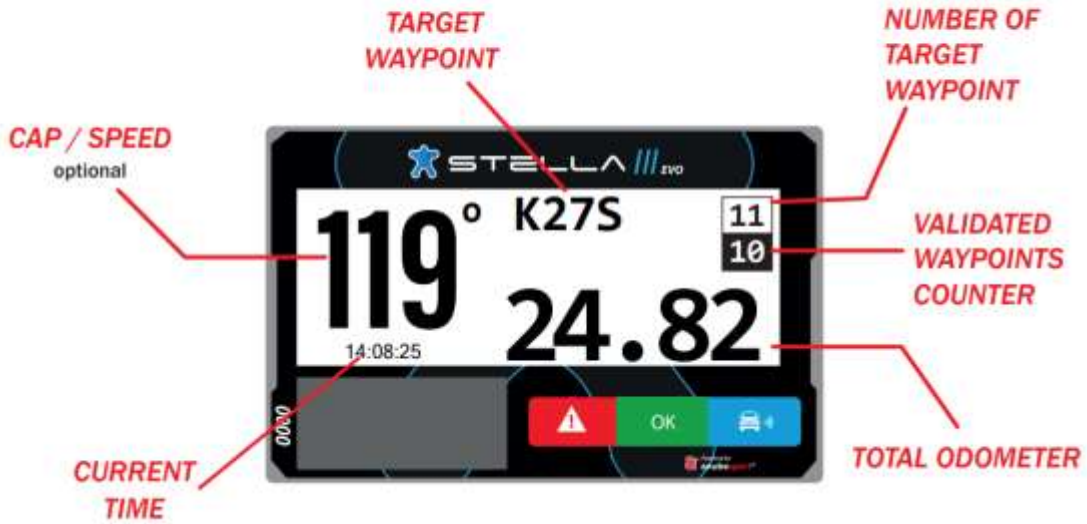 TARGET
WAYPOINT
NUMBER OF
TARGET
WAYPOINT
CAP / SPEED
optional
STELLA III EVO
119° K27S
11
10
VALIDATED
WAYPOINTS
COUNTER
24.82
14:08:25
0000
OK
CURRENT
TIME
TOTAL ODOMETER